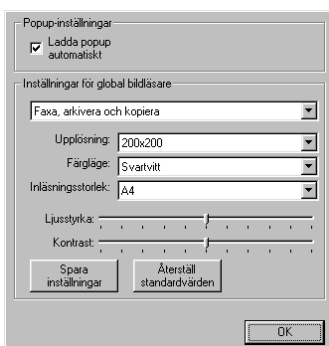 Popup-inställningar
Ladda popup
automatiskt
Inställningar för global bildläsare
Faxa, arkivera och kopiera
Upplösning: 200x200
Färgläge: Svartvitt
Inläsningsstorlek: A4
Ljusstyrka:
Kontrast:
Spara
inställningar
Återställ
standardvärden
OK